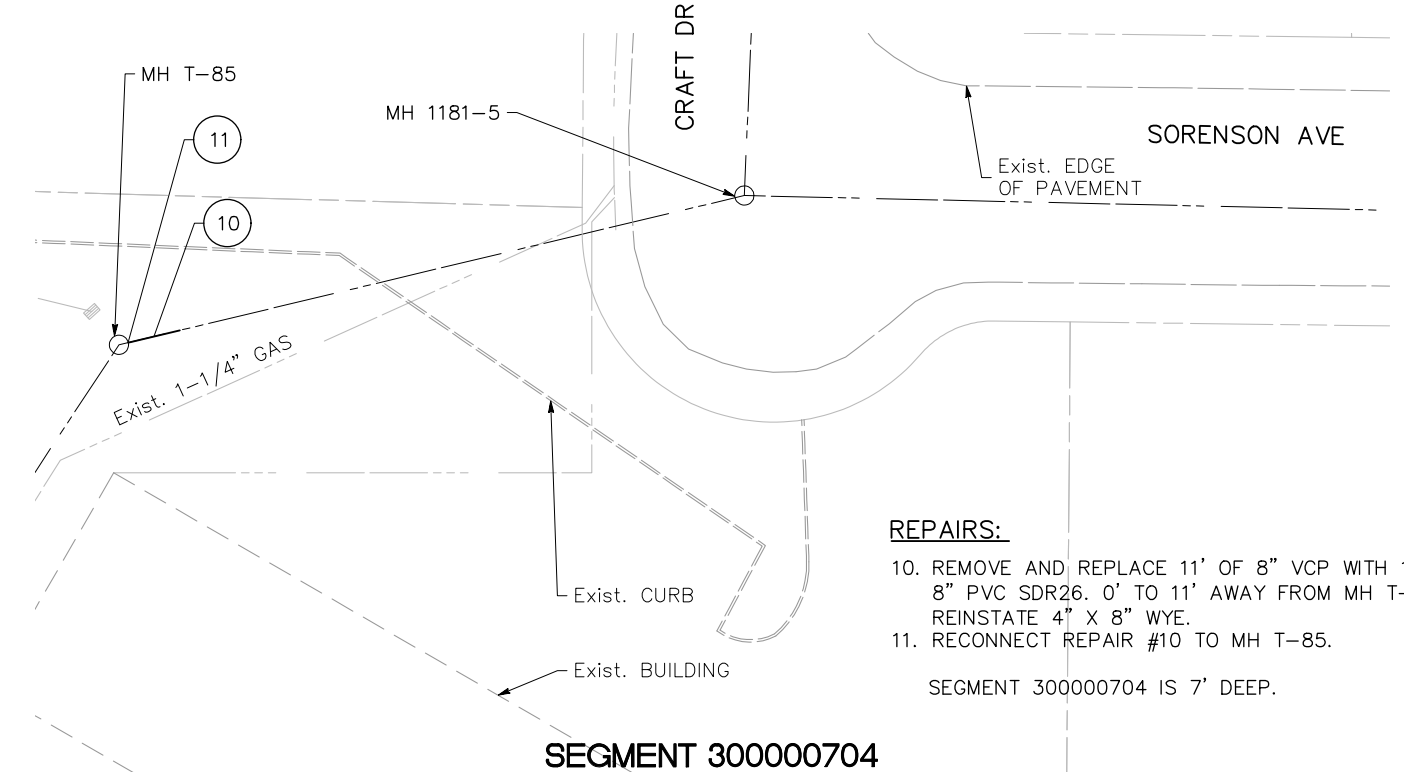 CRAFT DR
MH T-85
MH 1181-5
11
SORENSON AVE
Exist. EDGE
OF PAVEMENT
10
Exist. 1-1/4" GAS
REPAIRS:
10. REMOVE AND REPLACE 11' OF 8" VCP WITH
8" PVC SDR26. 0' TO 11' AWAY FROM MH T-
REINSTATE 4" X 8" WYE.
11. RECONNECT REPAIR #10 TO MH T-85.
SEGMENT 300000704 IS 7' DEEP.
Exist. CURB
Exist. BUILDING
SEGMENT 300000704